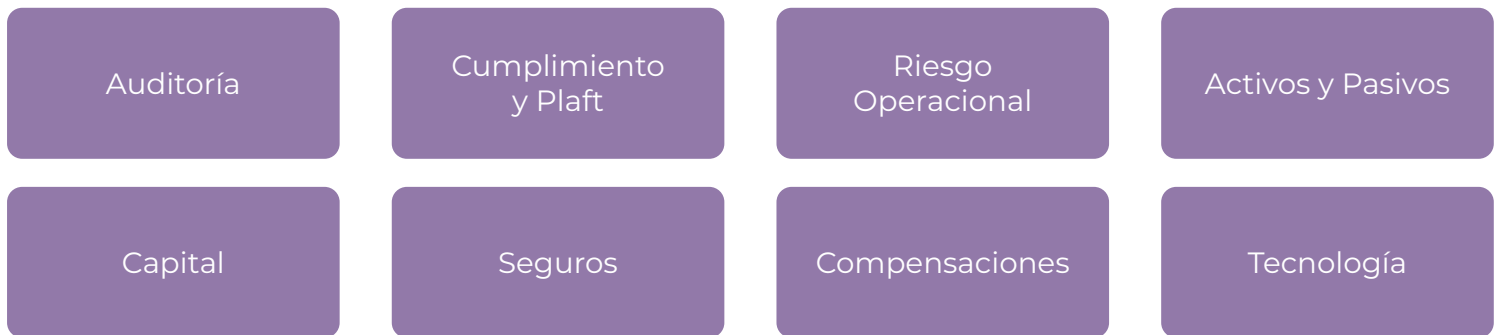 Auditoría
Cumplimiento
y Plaft
Riesgo
Operacional
Activos y Pasivos
Capital
Seguros
Compensaciones
Tecnología